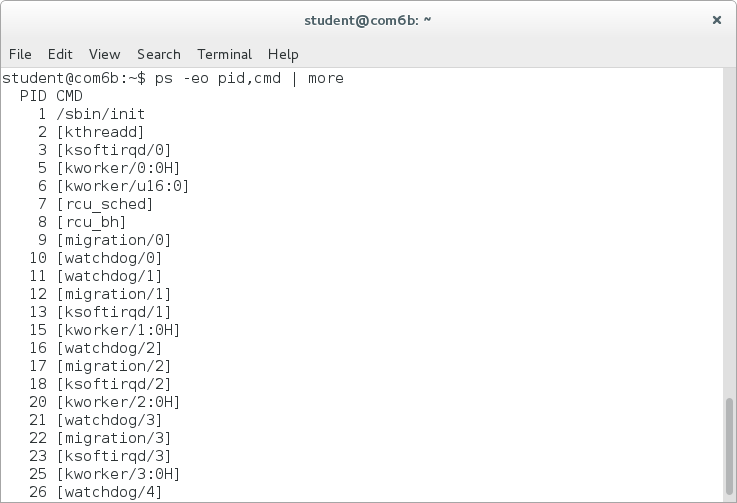 student@com6b: ~
File Edit View Search Terminal Help
student@com6b:~$ ps -eo pid,cmd | more
  PID CMD
    1 /sbin/init
    2 [kthreadd]
    3 [ksoftirqd/0]
    5 [kworker/0:0H]
    6 [kworker/u16:0]
    7 [rcu_sched]
    8 [rcu_bh]
    9 [migration/0]
   10 [watchdog/0]
   11 [watchdog/1]
   12 [migration/1]
   13 [ksoftirqd/1]
   15 [kworker/1:0H]
   16 [watchdog/2]
   17 [migration/2]
   18 [ksoftirqd/2]
   20 [kworker/2:0H]
   21 [watchdog/3]
   22 [migration/3]
   23 [ksoftirqd/3]
   25 [kworker/3:0H]
   26 [watchdog/4]